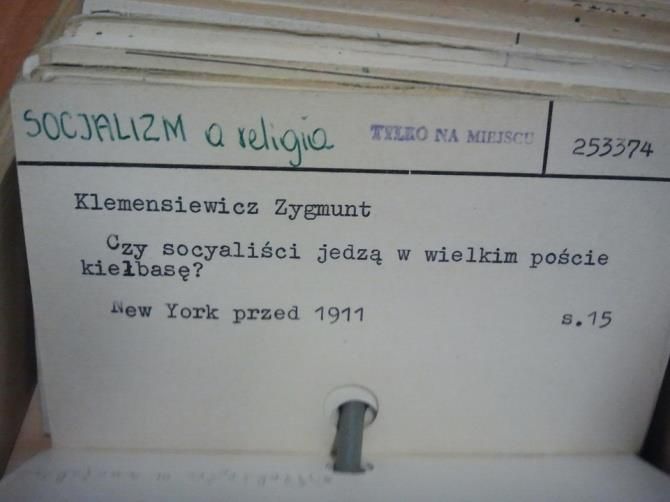 SOCJALIZM a religia TYLKO NA MIEJSCU 253374
Klemensiewicz Zygmunt
Czy socyaliści jedzą w wielkim poście
kiełbasę?
New York przed 1911 s.15